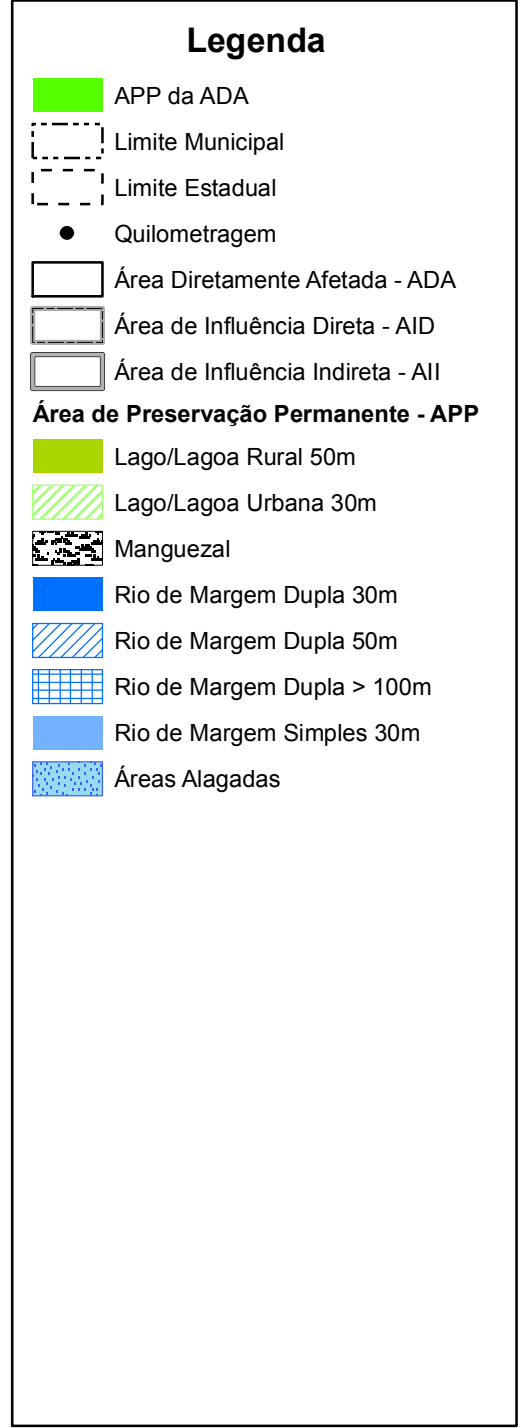 Legenda
APP da ADA
Limite Municipal
Limite Estadual
Quilometragem
Área Diretamente Afetada - ADA
Área de Influência Direta - AID
Área de Influência Indireta - AII
Área de Preservação Permanente - APP
Lago/Lagoa Rural 50m
Lago/Lagoa Urbana 30m
Manguezal
Rio de Margem Dupla 30m
Rio de Margem Dupla 50m
Rio de Margem Dupla > 100m
Rio de Margem Simples 30m
Áreas Alagadas